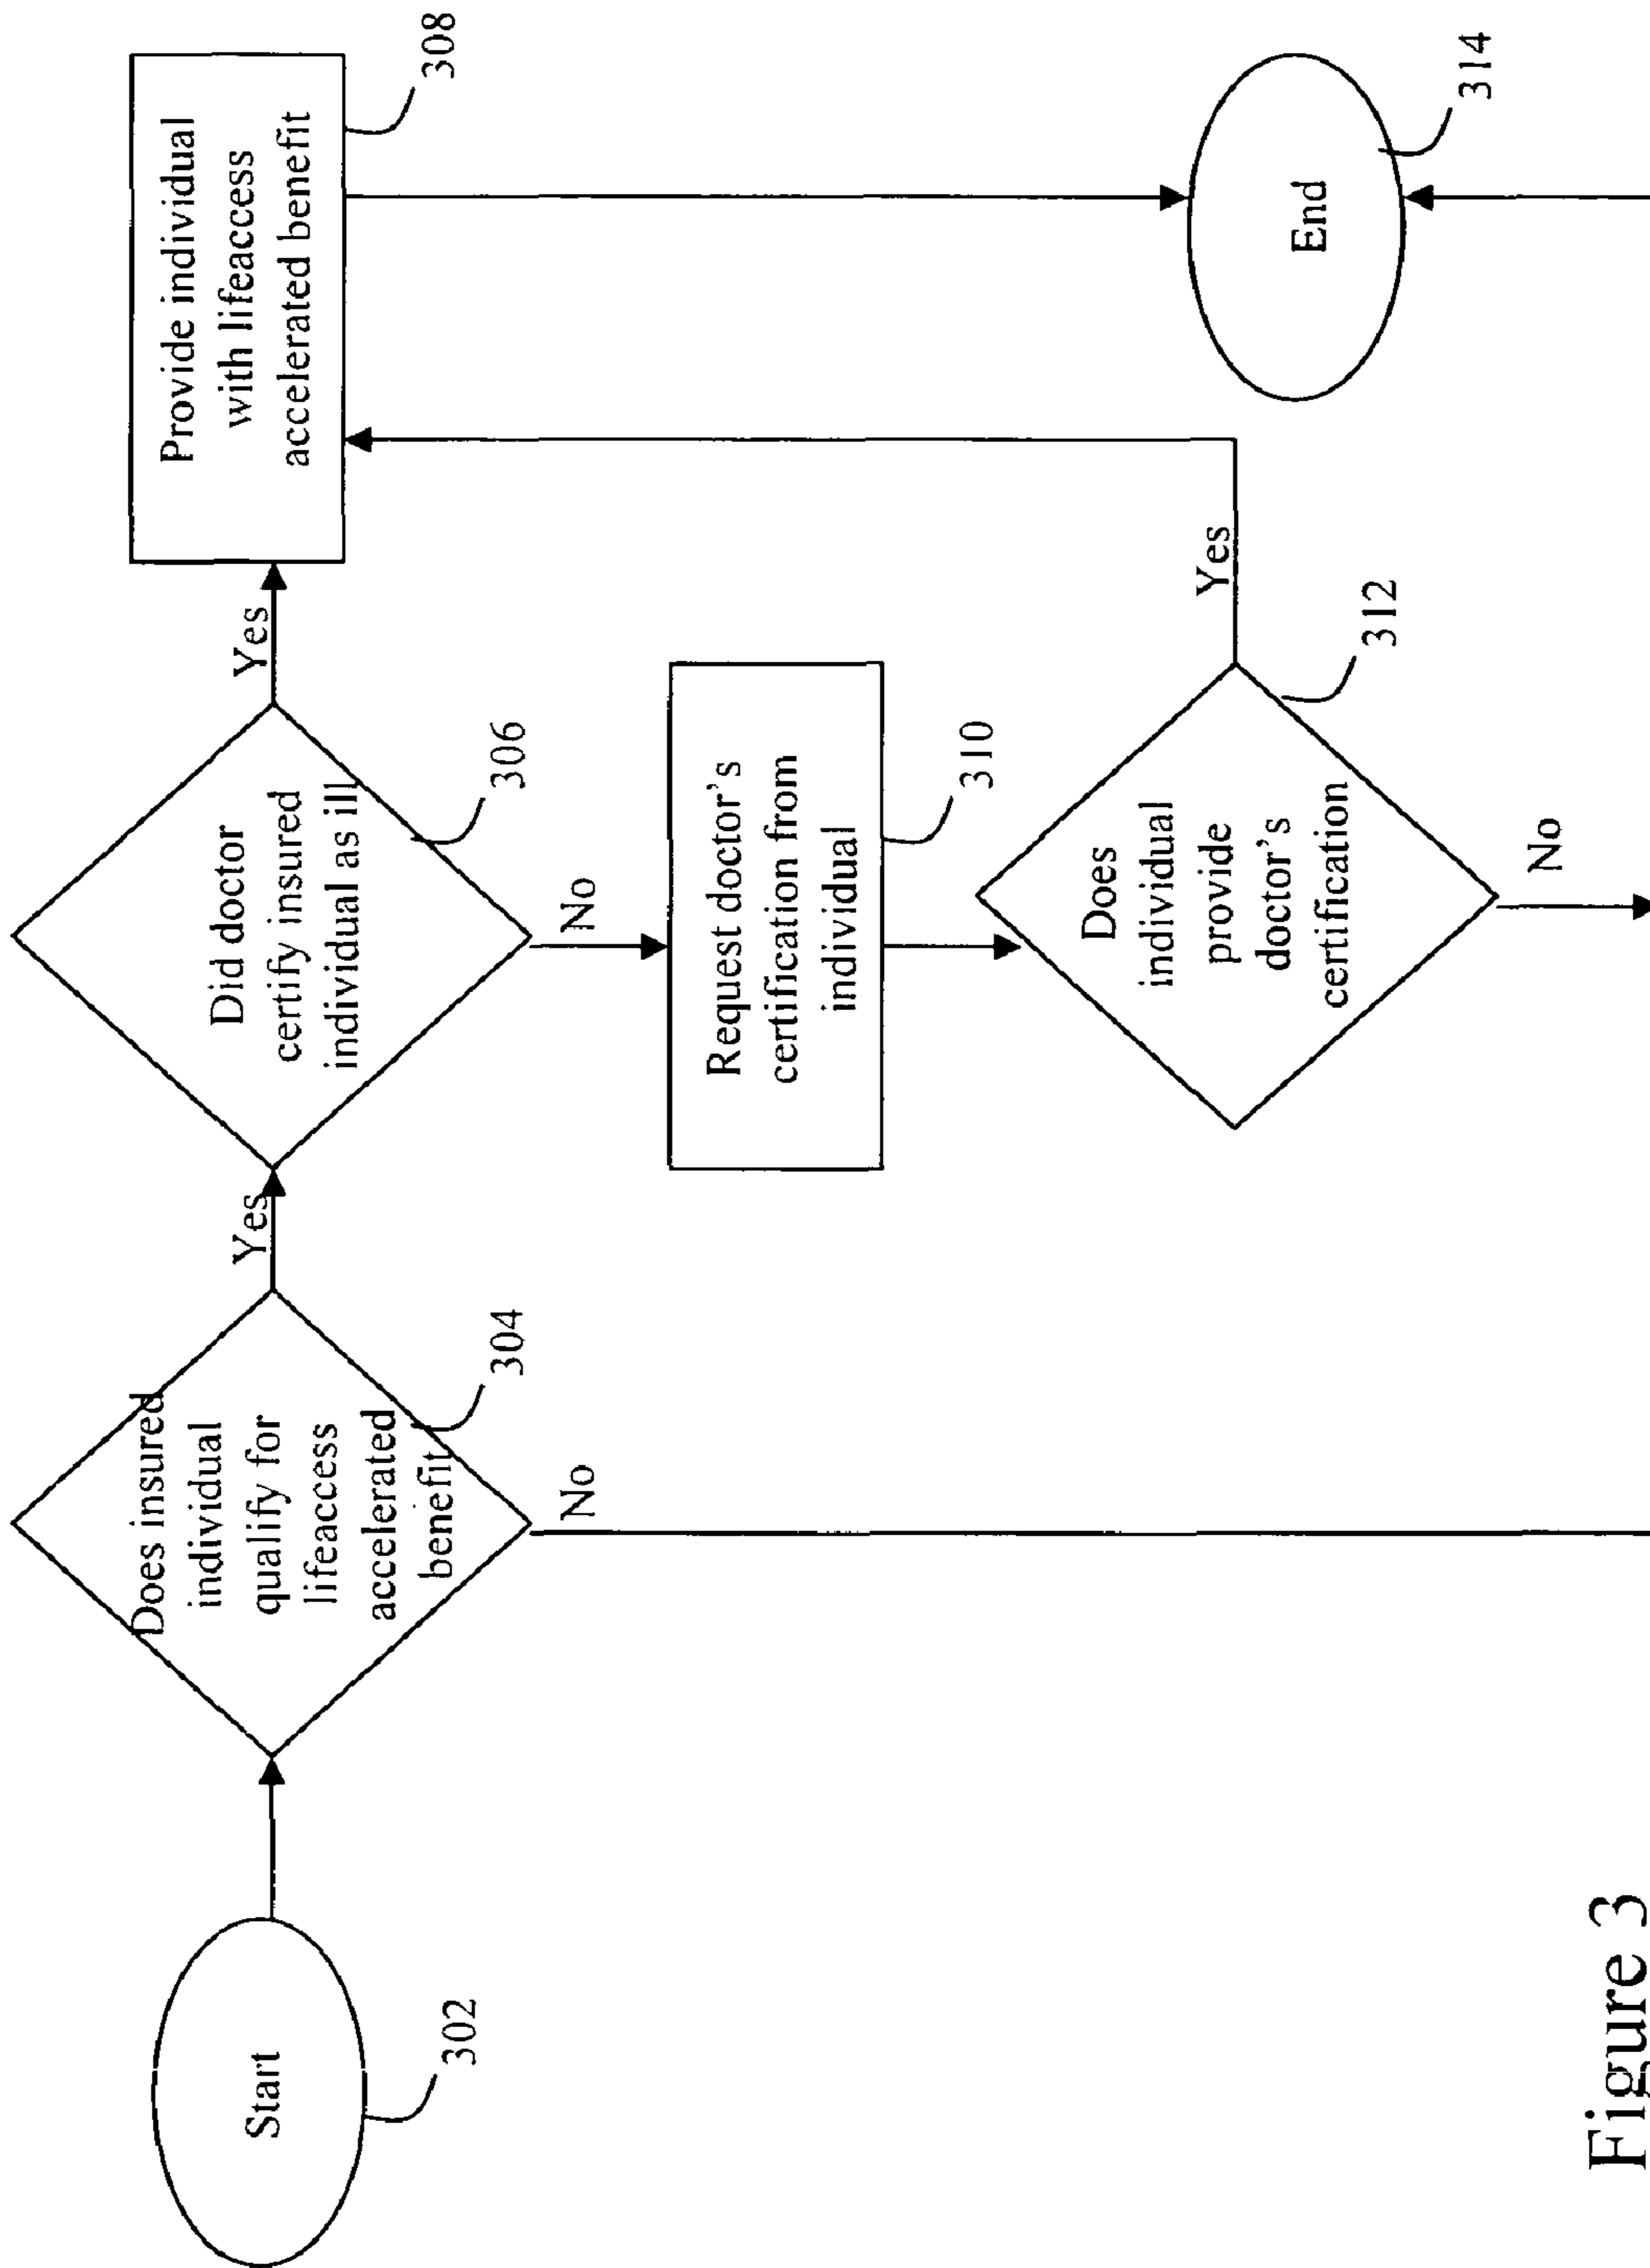 Start
302
Does insured
individual
qualify for
lifeaccess
accelerated
benefit
304
Yes
No
Did doctor
certify insured
individual as ill
306
Yes
No
Provide individual
with lifeaccess
accelerated benefit
308
Request doctor's
certification from
individual
310
Does
individual
provide
doctor's
certification
312
Yes
No
End
314
Figure 3